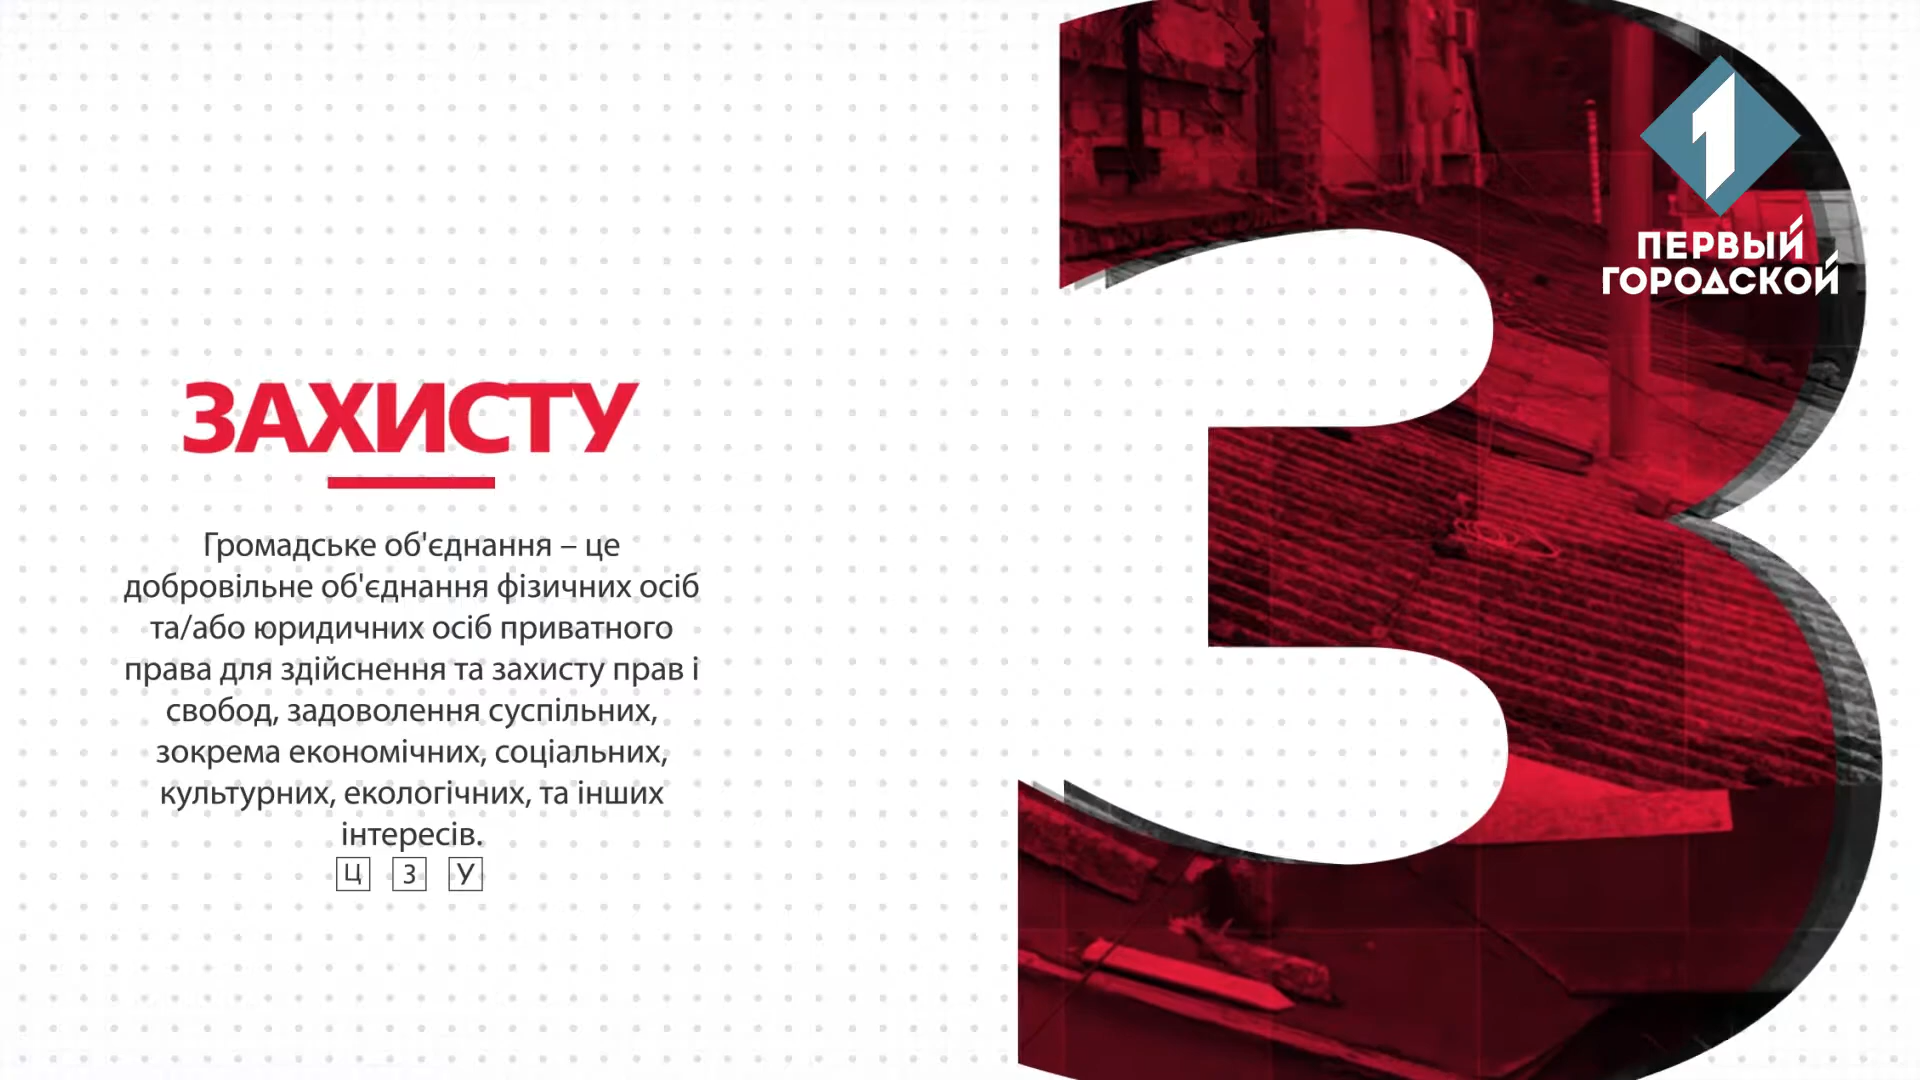 ЗАХИСТУ
Громадське об'єднання – це
добровільне об'єднання фізичних осіб
та/або юридичних осіб приватного
права для здійснення та захисту прав і
свобод, задоволення суспільних,
зокрема економічних, соціальних,
культурних, екологічних, та інших
інтересів.
Ц З У
З
1
ПЕРВЫЙ
ГОРОДСКОЙ